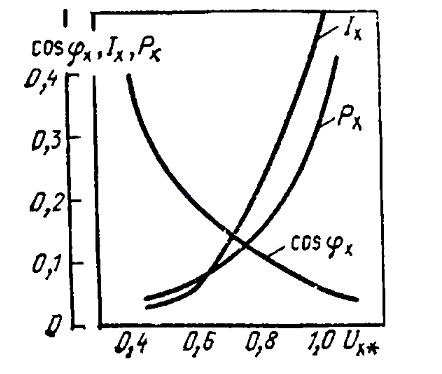 cos φₓ, Iₓ, Pₓ
Iₓ
0,4
Pₓ
0,3
0,2
cos φₓ
0,1
0
0,4 0,6 0,8 1,0 Uₓ*